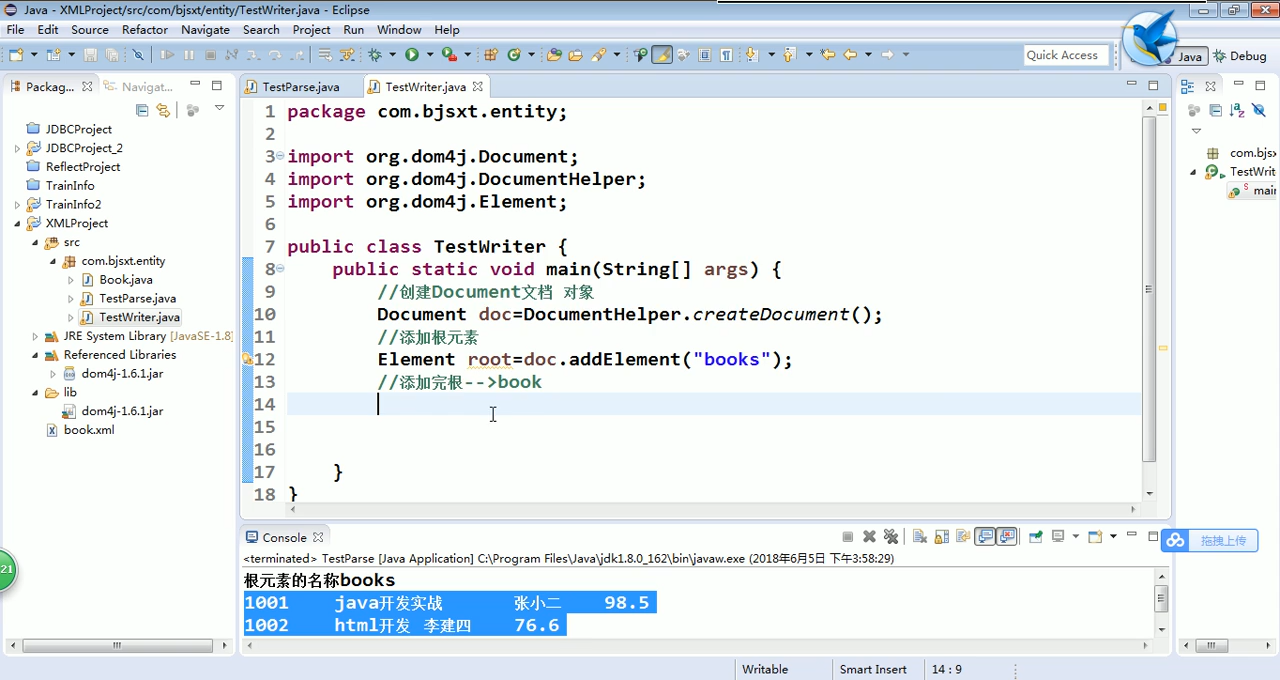 Java - XMLProject/src/com/bjsxt/entity/TestWriter.java - Eclipse
File Edit Source Refactor Navigate Search Project Run Window Help
Quick Access
Java
Debug
Packag...
Navigat...
TestParse.java
TestWriter.java
JDBCProject
JDBCProject_2
ReflectProject
TrainInfo
TrainInfo2
XMLProject
src
com.bjsxt.entity
Book.java
TestParse.java
TestWriter.java
JRE System Library [JavaSE-1.8]
Referenced Libraries
dom4j-1.6.1.jar
lib
dom4j-1.6.1.jar
book.xml
1 package com.bjsxt.entity;
2
3 import org.dom4j.Document;
4 import org.dom4j.DocumentHelper;
5 import org.dom4j.Element;
6
7 public class TestWriter {
8 public static void main(String[] args) {
9 //创建Document文档 对象
10 Document doc=DocumentHelper.createDocument();
11 //添加根元素
12 Element root=doc.addElement("books");
13 //添加完根-->book
14
15
16
17 }
18 }
com.bjsx
TestWrit
S
main
Console
<terminated> TestParse [Java Application] C:\Program Files\Java\jdk1.8.0_162\bin\javaw.exe (2018年6月5日 下午3:58:29)
根元素的名称books
1001 java开发实战 张小二 98.5
1002 html开发 李建四 76.6
21
拖拽上传
Writable
Smart Insert
14 : 9